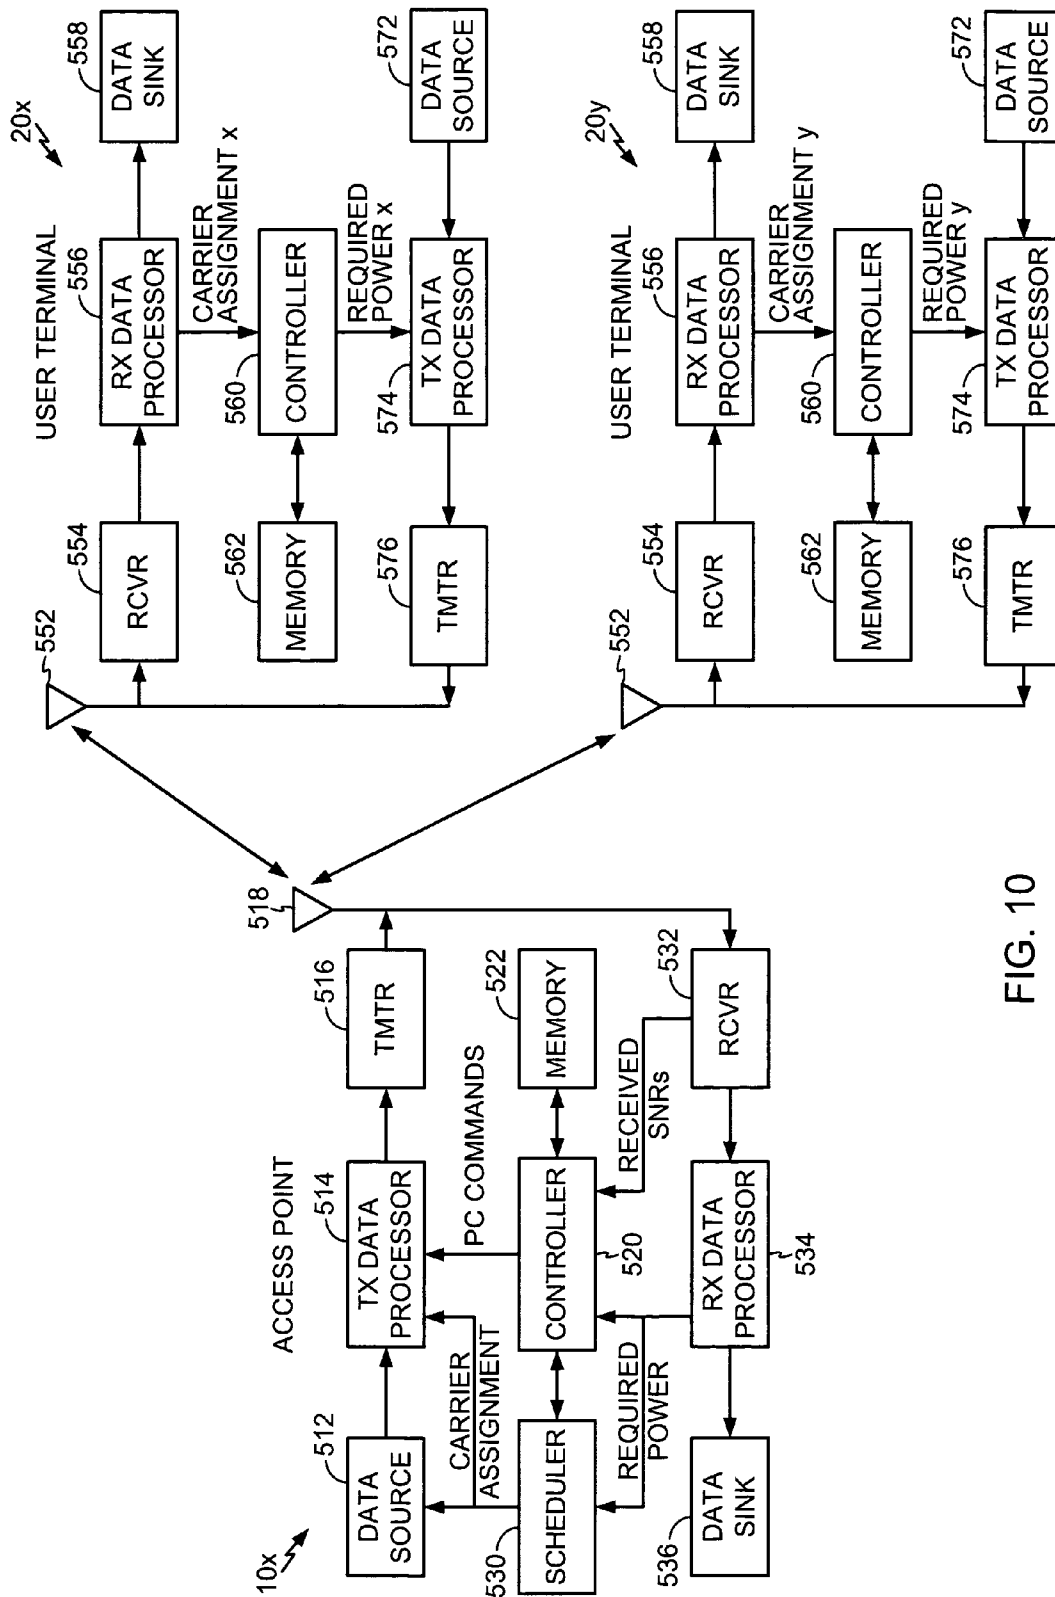 10x
ACCESS POINT
512
DATA
SOURCE
514
TX DATA
PROCESSOR
516
TMTR
518
CARRIER
ASSIGNMENT
PC COMMANDS
530
SCHEDULER
CONTROLLER
520
522
MEMORY
REQUIRED
POWER
RECEIVED
SNRs
536
DATA
SINK
RX DATA
PROCESSOR
534
532
RCVR
USER TERMINAL
20x
552
554
RCVR
556
RX DATA
PROCESSOR
558
DATA
SINK
CARRIER
ASSIGNMENT x
562
MEMORY
560
CONTROLLER
REQUIRED
POWER x
576
TMTR
574
TX DATA
PROCESSOR
572
DATA
SOURCE
USER TERMINAL
20y
552
554
RCVR
556
RX DATA
PROCESSOR
558
DATA
SINK
CARRIER
ASSIGNMENT y
562
MEMORY
560
CONTROLLER
REQUIRED
POWER y
576
TMTR
574
TX DATA
PROCESSOR
572
DATA
SOURCE
FIG. 10